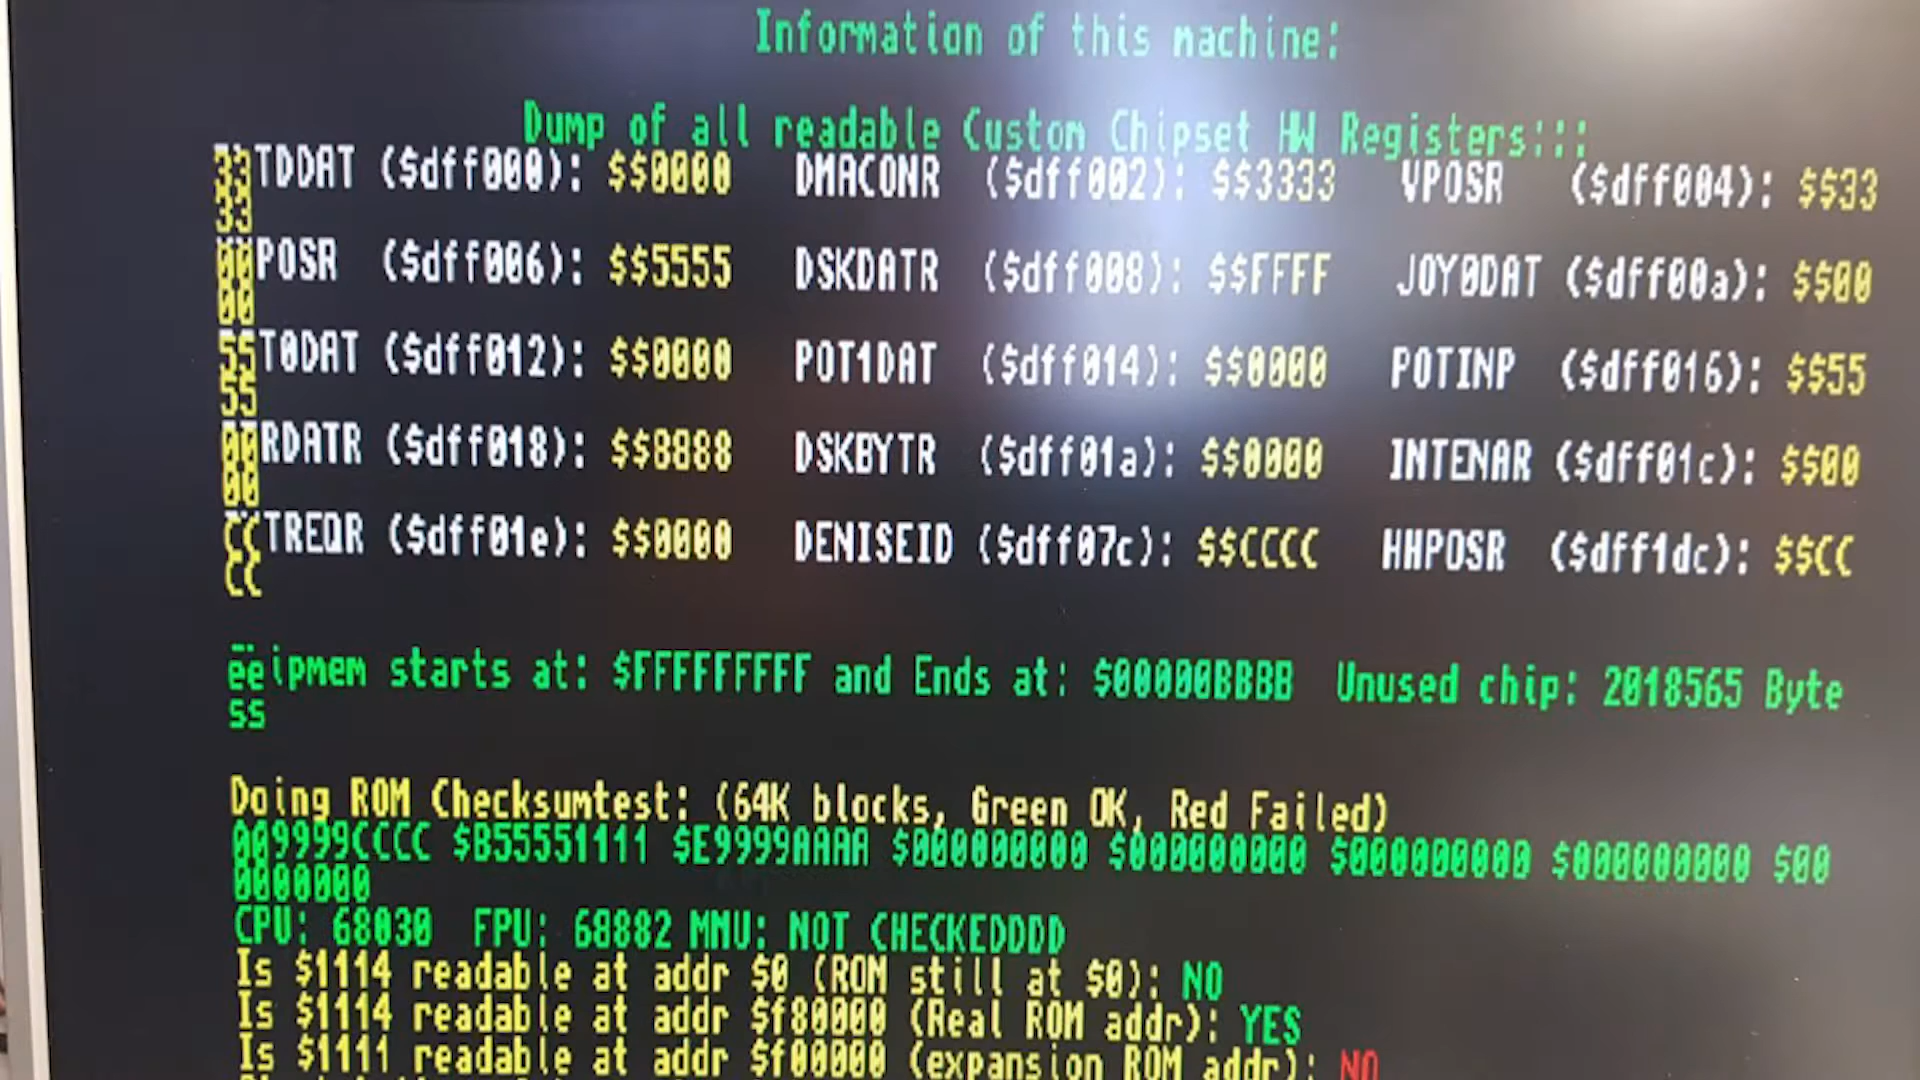 Information of this machine:
Dump of all readable Custom Chipset HW Registers:::
33TDDAT ($dff000): $$0000 DMACONR ($dff002): $$3333 VPOSR ($dff004): $$33
33
00POSR ($dff006): $$5555 DSKDATR ($dff008): $$FFFF JOY0DAT ($dff00a): $$00
00
55T0DAT ($dff012): $$0000 POT1DAT ($dff014): $$0000 POTINP ($dff016): $$55
55
00RDATR ($dff018): $$8888 DSKBYTR ($dff01a): $$0000 INTENAR ($dff01c): $$00
00
CCTREQR ($dff01e): $$0000 DENISEID ($dff07c): $$CCCC HHPOSR ($dff1dc): $$CC
CC
eeipmem starts at: $FFFFFFFFF and Ends at: $00000BBBB Unused chip: 2018565 Byte
ss
Doing ROM Checksumtest: (64K blocks, Green OK, Red Failed)
009999CCCC $B55551111 $E9999AAAA $000000000 $000000000 $000000000 $000000000 $00
0000000
CPU: 68030 FPU: 68882 MMU: NOT CHECKEDDDD
Is $1114 readable at addr $0 (ROM still at $0): NO
Is $1114 readable at addr $f80000 (Real ROM addr): YES
Is $1111 readable at addr $f00000 (expansion ROM addr): NO